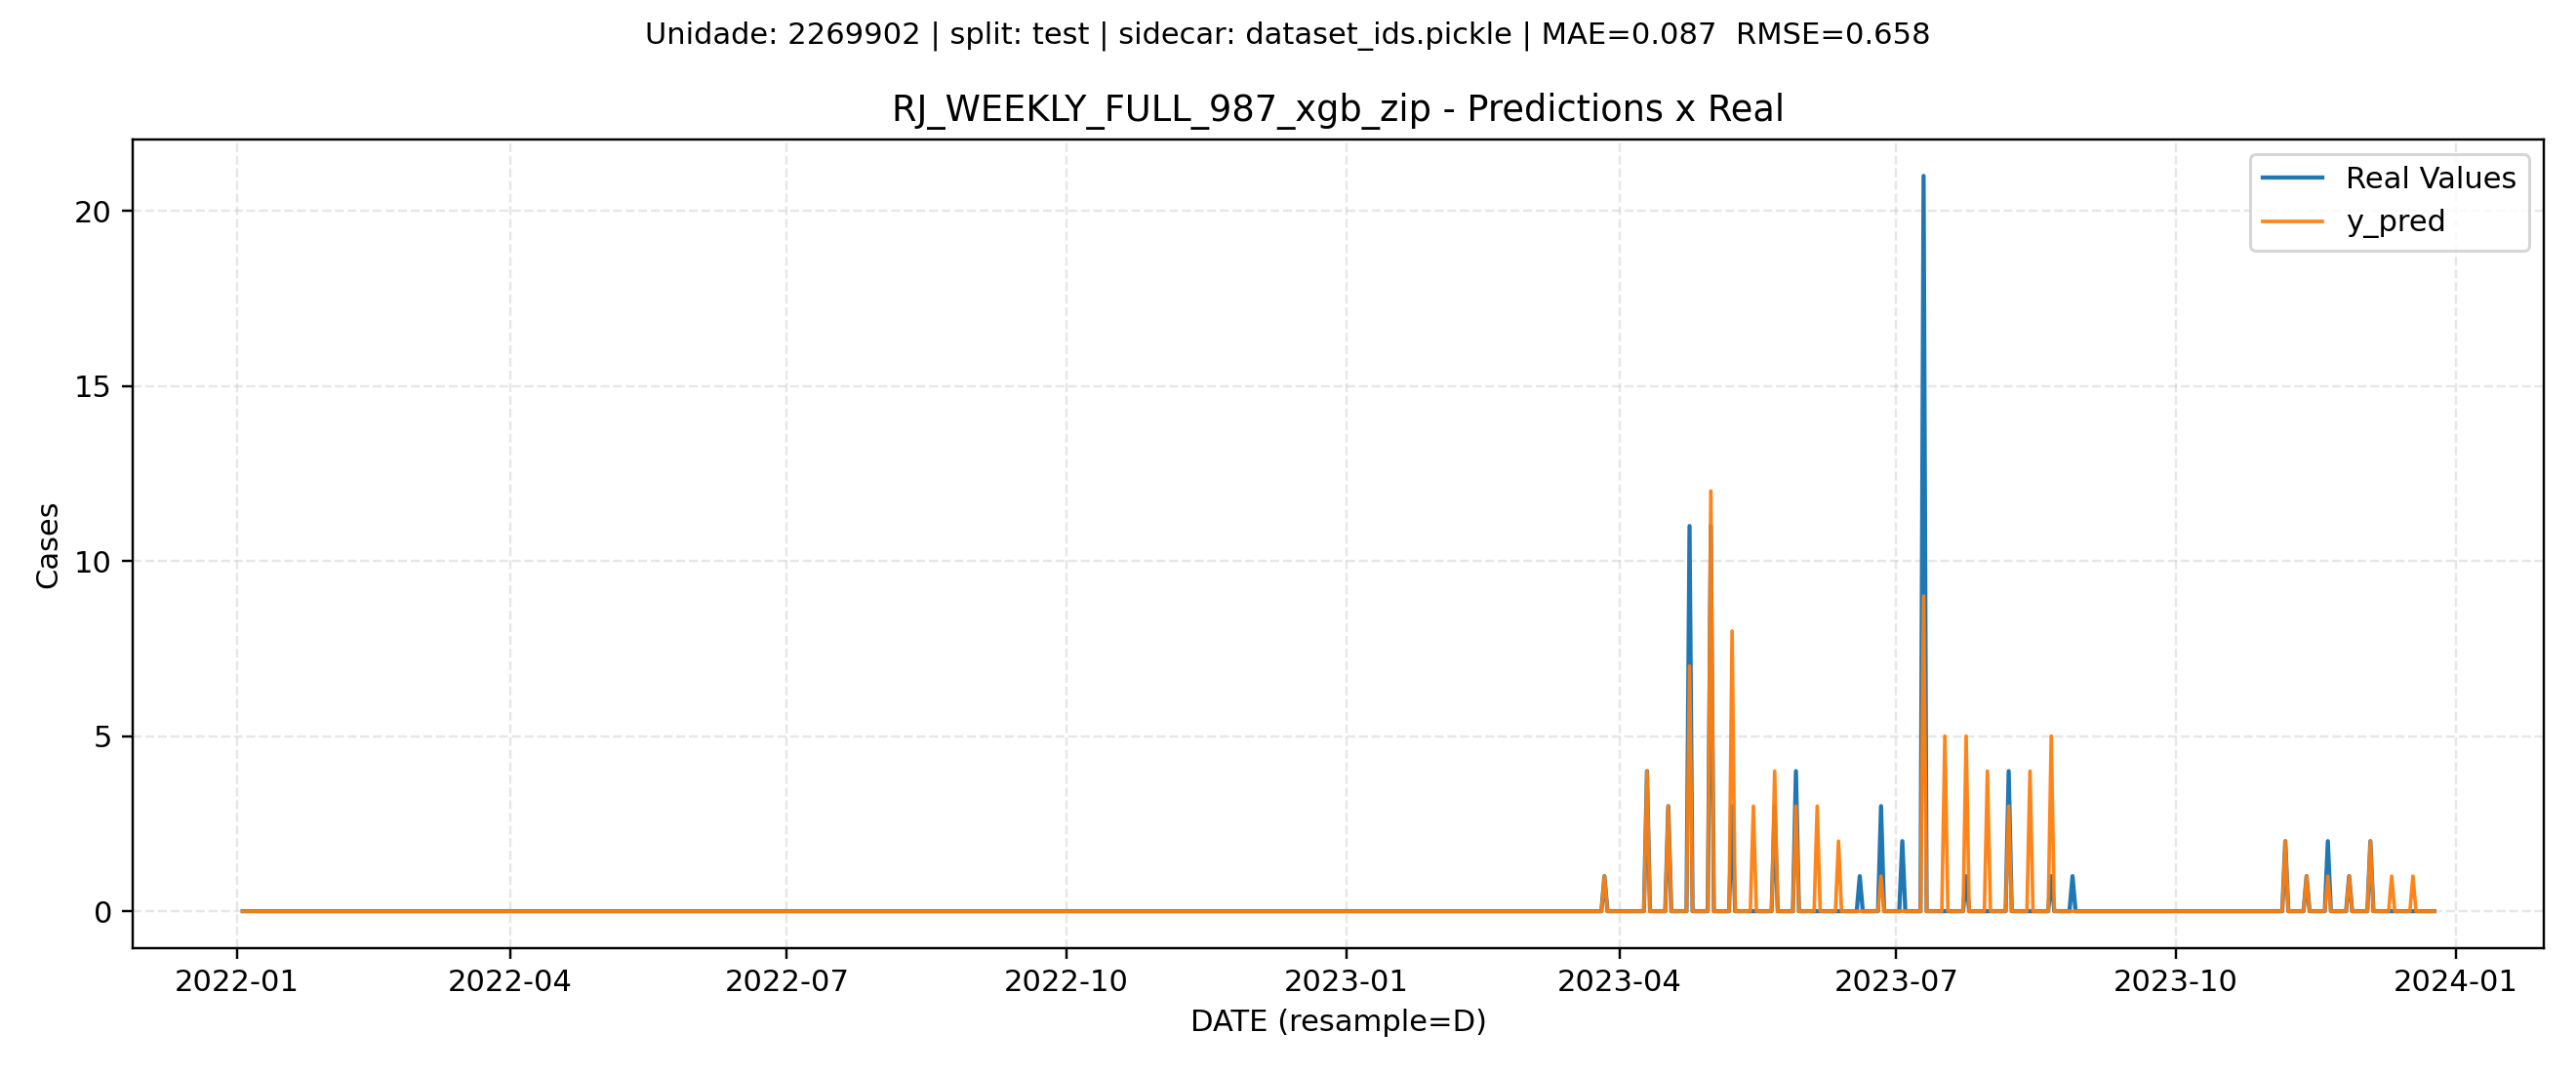 Unidade: 2269902 | split: test | sidecar: dataset_ids.pickle | MAE=0.087  RMSE=0.658
RJ_WEEKLY_FULL_987_xgb_zip - Predictions x Real
Real Values
y_pred
Cases
20
15
10
5
0
2022-01
2022-04
2022-07
2022-10
2023-01
2023-04
2023-07
2023-10
2024-01
DATE (resample=D)